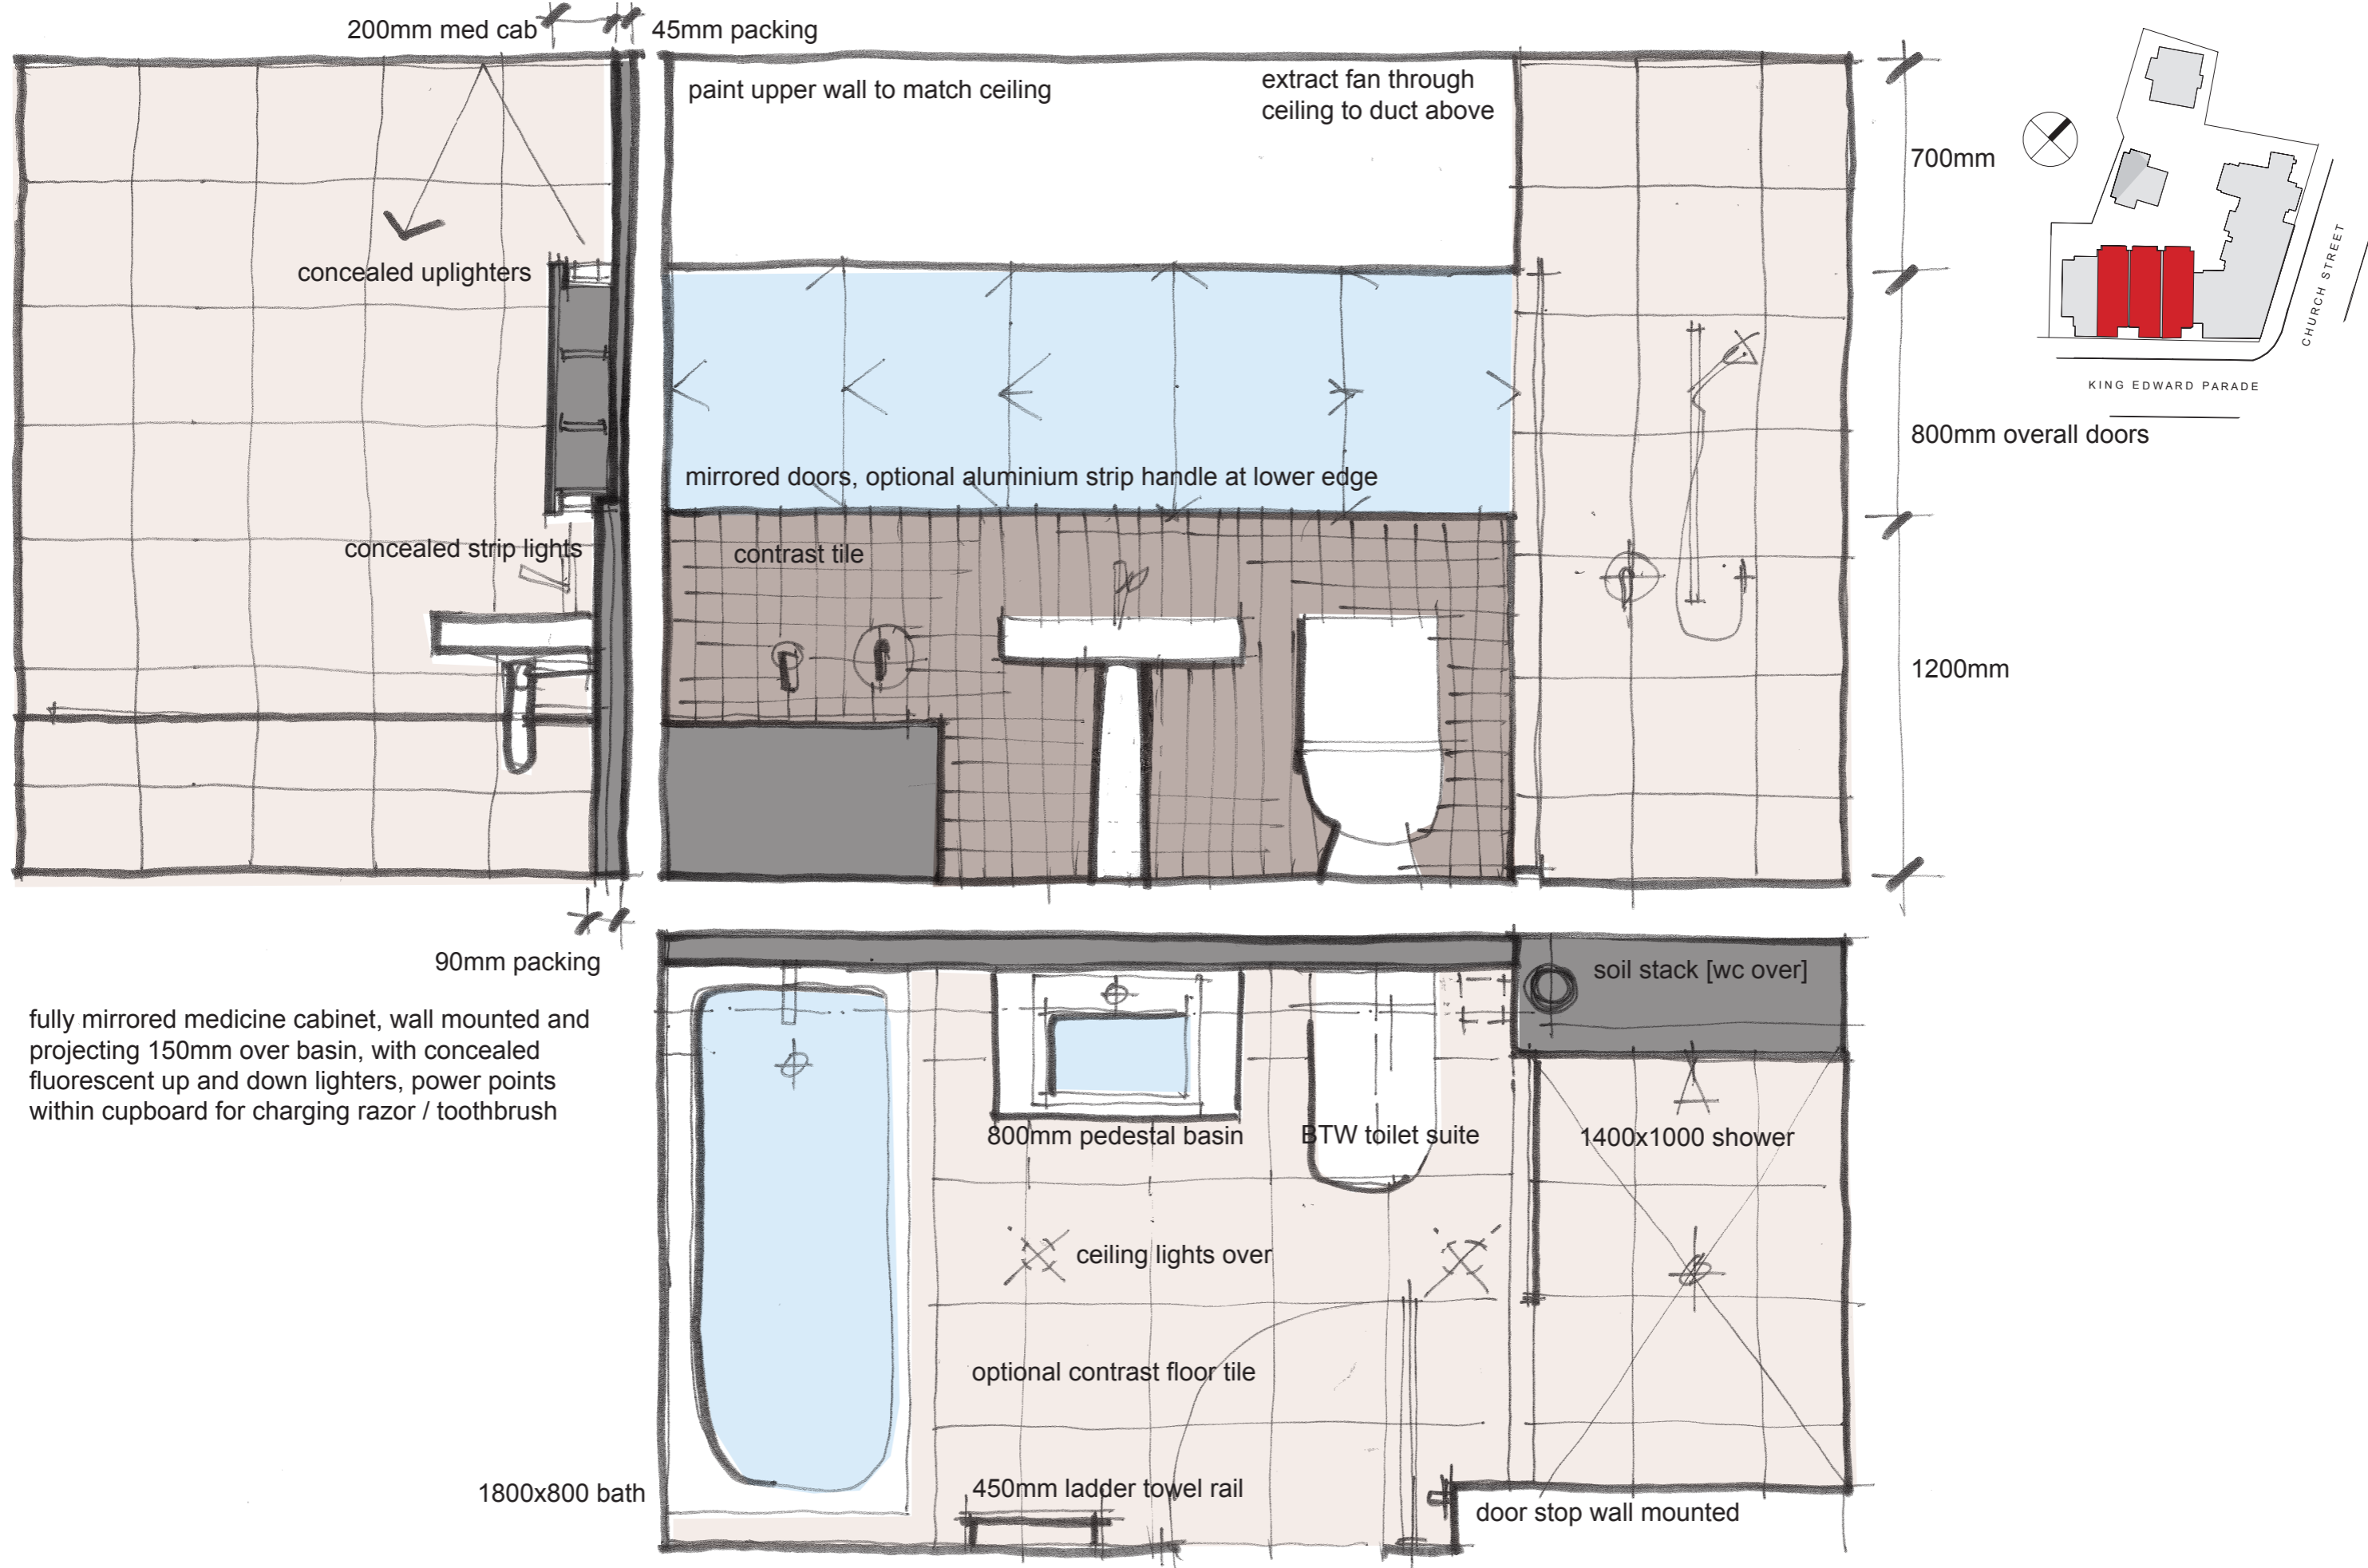 200mm med cab
45mm packing
paint upper wall to match ceiling
extract fan through
ceiling to duct above
700mm
concealed uplighters
CHURCH STREET
KING EDWARD PARADE
800mm overall doors
mirrored doors, optional aluminium strip handle at lower edge
concealed strip lights
contrast tile
1200mm
90mm packing
soil stack [wc over]
fully mirrored medicine cabinet, wall mounted and
projecting 150mm over basin, with concealed
fluorescent up and down lighters, power points
within cupboard for charging razor / toothbrush
800mm pedestal basin
BTW toilet suite
1400x1000 shower
ceiling lights over
optional contrast floor tile
1800x800 bath
450mm ladder towel rail
door stop wall mounted